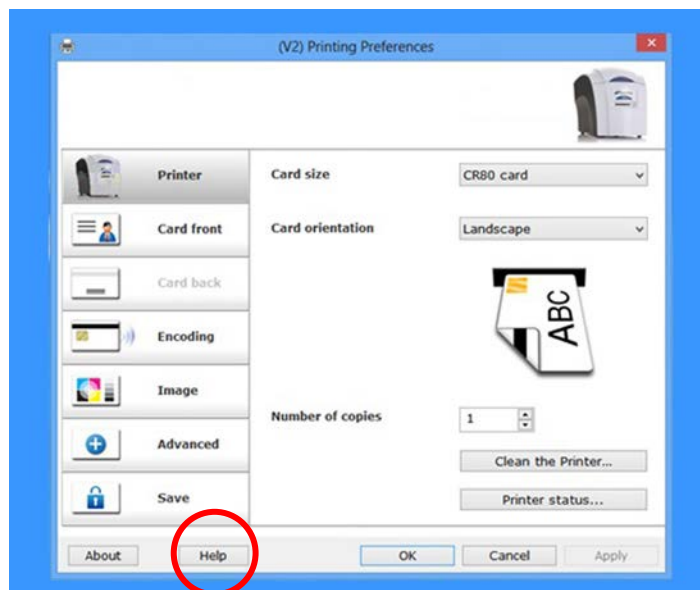 (V2) Printing Preferences
Printer
Card size
CR80 card
Card front
Card orientation
Landscape
Card back
ABC
Encoding
Image
Number of copies
1
Advanced
Clean the Printer...
Save
Printer status...
About
Help
OK
Cancel
Apply